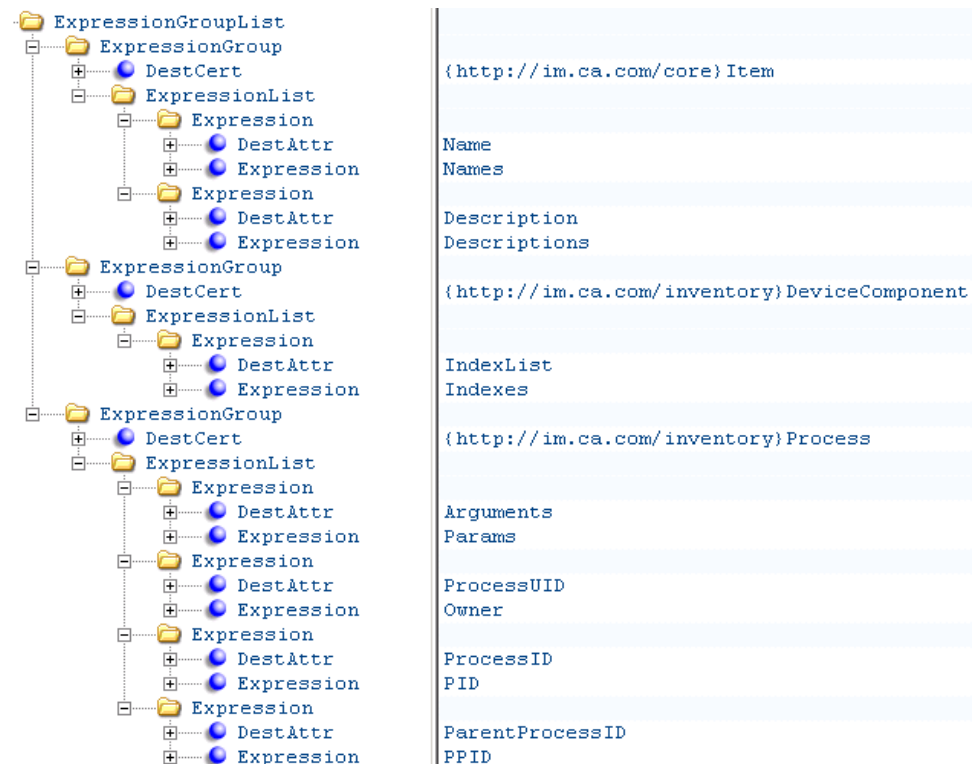 ExpressionGroupList
ExpressionGroup
DestCert {http://im.ca.com/core}Item
ExpressionList
Expression
DestAttr Name
Expression Names
Expression
DestAttr Description
Expression Descriptions
ExpressionGroup
DestCert {http://im.ca.com/inventory}DeviceComponent
ExpressionList
Expression
DestAttr IndexList
Expression Indexes
ExpressionGroup
DestCert {http://im.ca.com/inventory}Process
ExpressionList
Expression
DestAttr Arguments
Expression Params
Expression
DestAttr ProcessUID
Expression Owner
Expression
DestAttr ProcessID
Expression PID
Expression
DestAttr ParentProcessID
Expression PPID